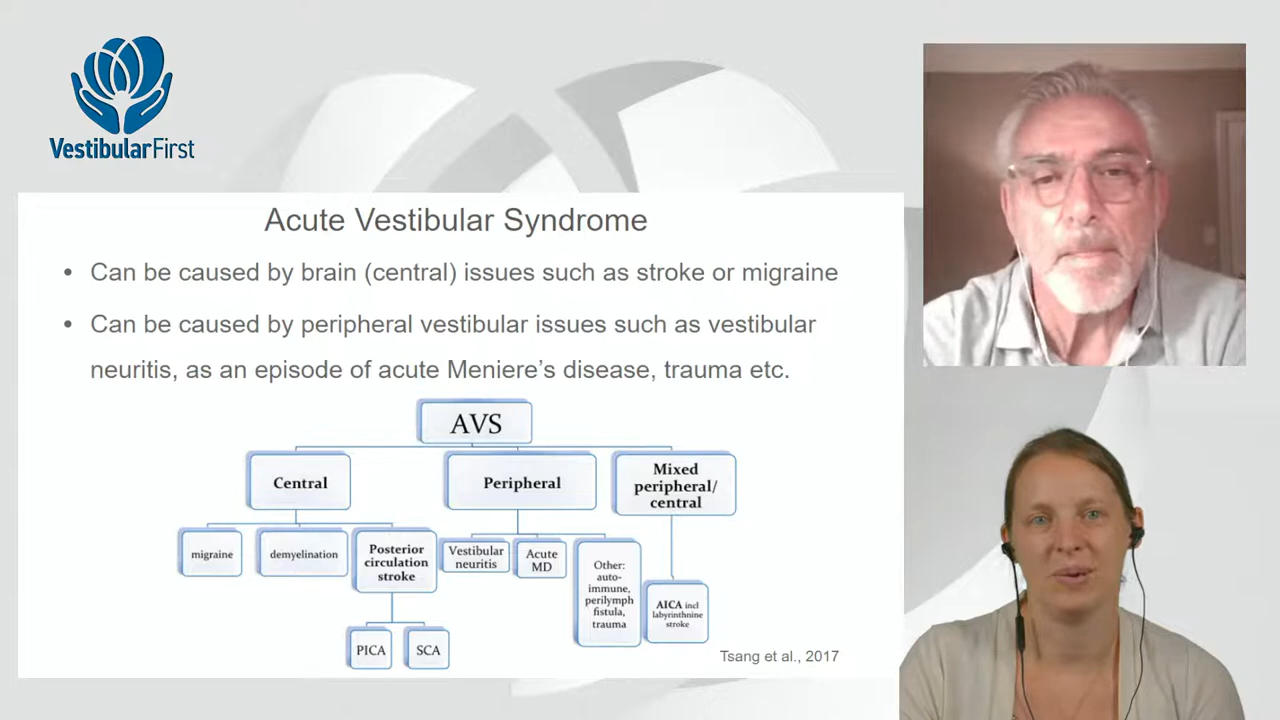 VestibularFirst
Acute Vestibular Syndrome
• Can be caused by brain (central) issues such as stroke or migraine
• Can be caused by peripheral vestibular issues such as vestibular
neuritis, as an episode of acute Meniere's disease, trauma etc.
AVS
Central
Peripheral
Mixed
peripheral/
central
migraine
demyelination
Posterior
circulation
stroke
Vestibular
neuritis
Acute
MD
Other:
auto-
immune,
perilymph
fistula,
trauma
AICA incl
labyrinthnine
stroke
PICA
SCA
Tsang et al., 2017